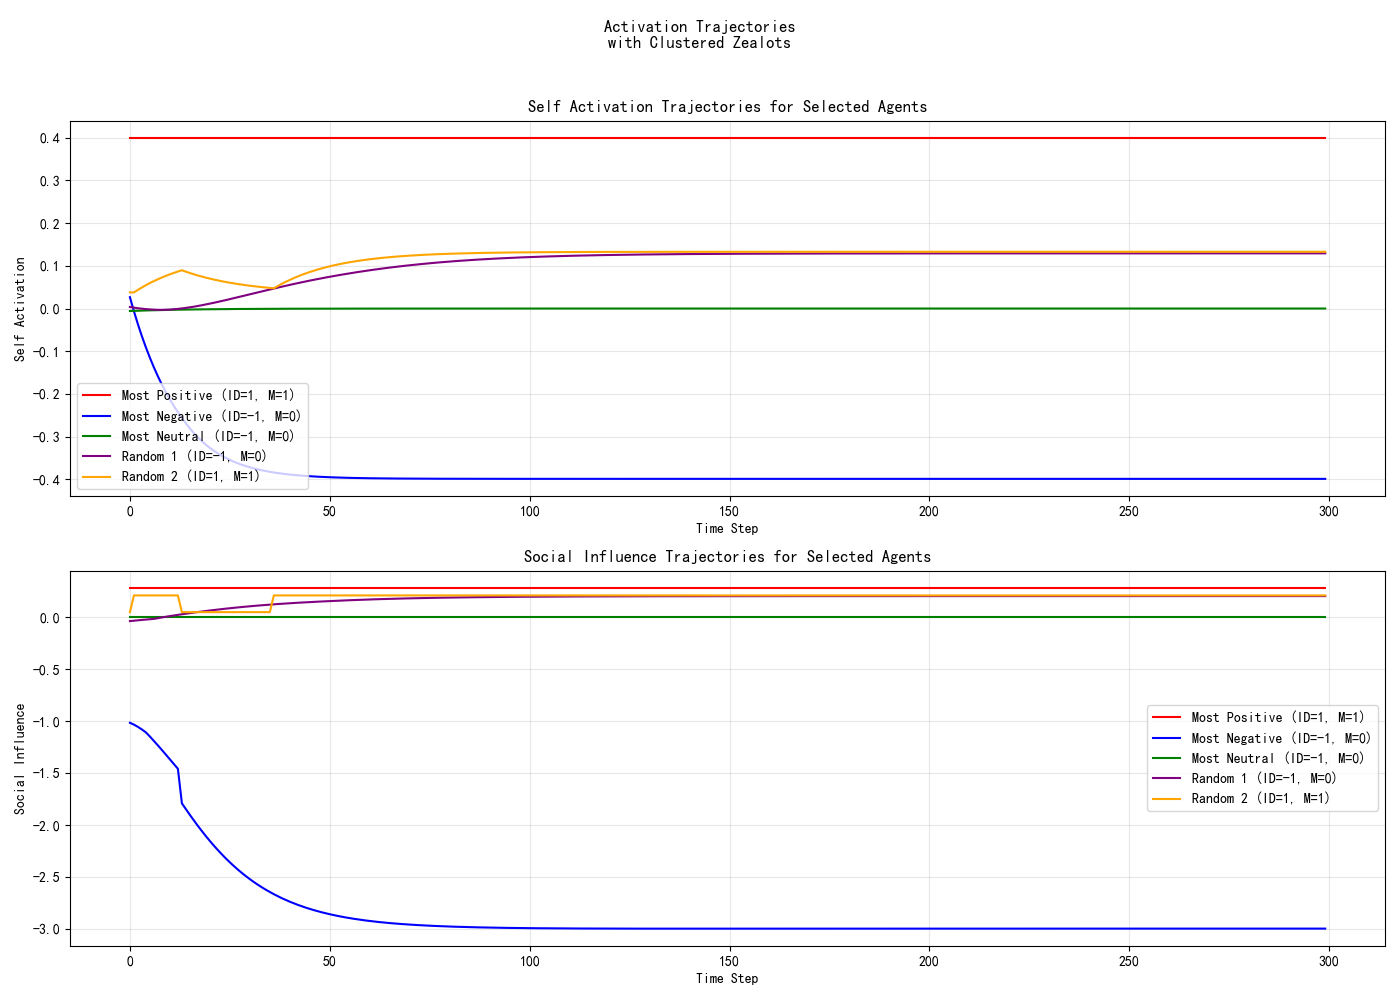 Activation Trajectories
with Clustered Zealots
Self Activation Trajectories for Selected Agents
Self Activation
0.4
0.3
0.2
0.1
0.0
−0.1
−0.2
−0.3
−0.4
Most Positive (ID=1, M=1)
Most Negative (ID=-1, M=0)
Most Neutral (ID=-1, M=0)
Random 1 (ID=-1, M=0)
Random 2 (ID=1, M=1)
0 50 100 150 200 250 300
Time Step
Social Influence Trajectories for Selected Agents
Social Influence
0.0
−0.5
−1.0
−1.5
−2.0
−2.5
−3.0
Most Positive (ID=1, M=1)
Most Negative (ID=-1, M=0)
Most Neutral (ID=-1, M=0)
Random 1 (ID=-1, M=0)
Random 2 (ID=1, M=1)
0 50 100 150 200 250 300
Time Step